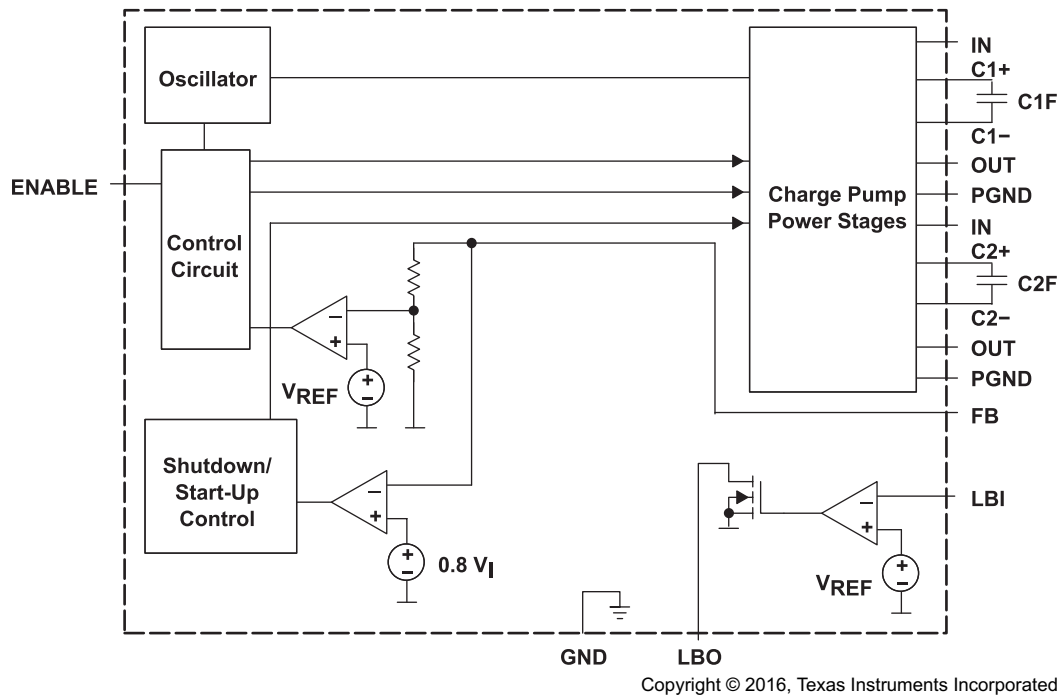 Oscillator
ENABLE
Control
Circuit
Charge Pump
Power Stages
IN
C1+
C1F
C1−
OUT
PGND
IN
C2+
C2F
C2−
OUT
PGND
FB
−
+
VREF
+
−
Shutdown/
Start-Up
Control
−
+
+
−
0.8 VI
LBI
−
+
VREF
+
−
GND
LBO
Copyright © 2016, Texas Instruments Incorporated